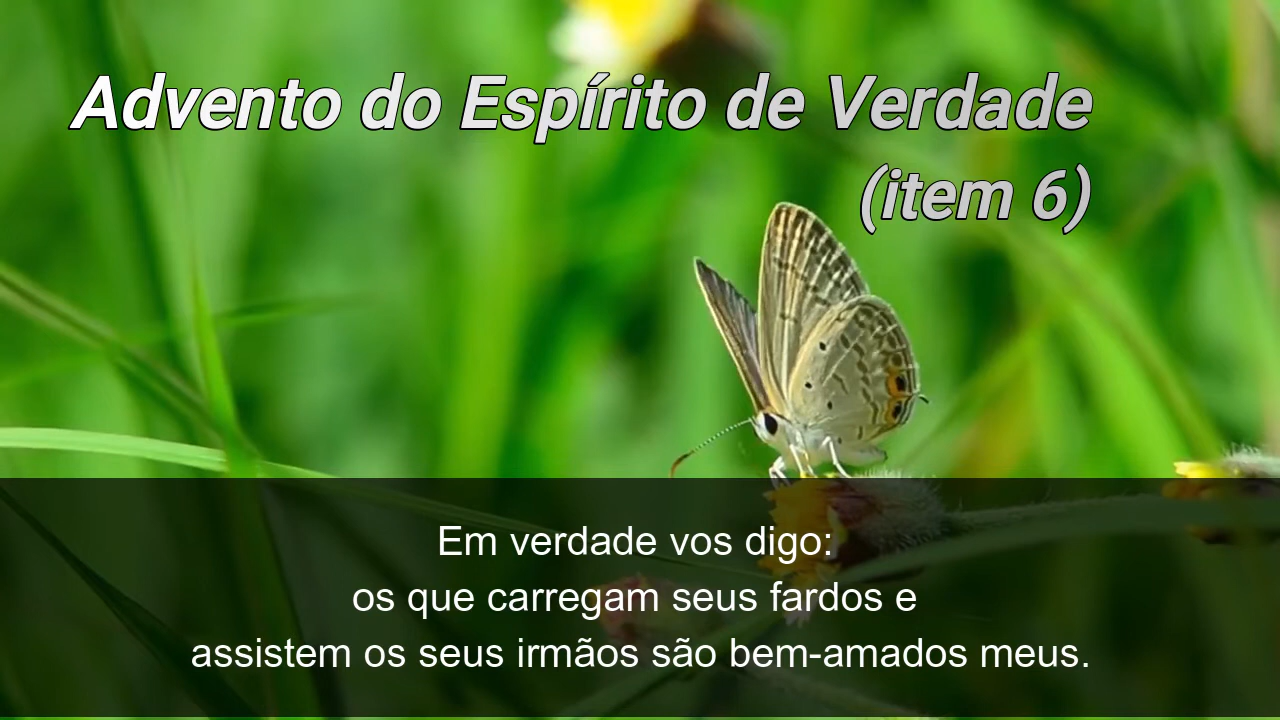 Advento do Espírito de Verdade
(item 6)
Em verdade vos digo:
os que carregam seus fardos e
assistem os seus irmãos são bem-amados meus.